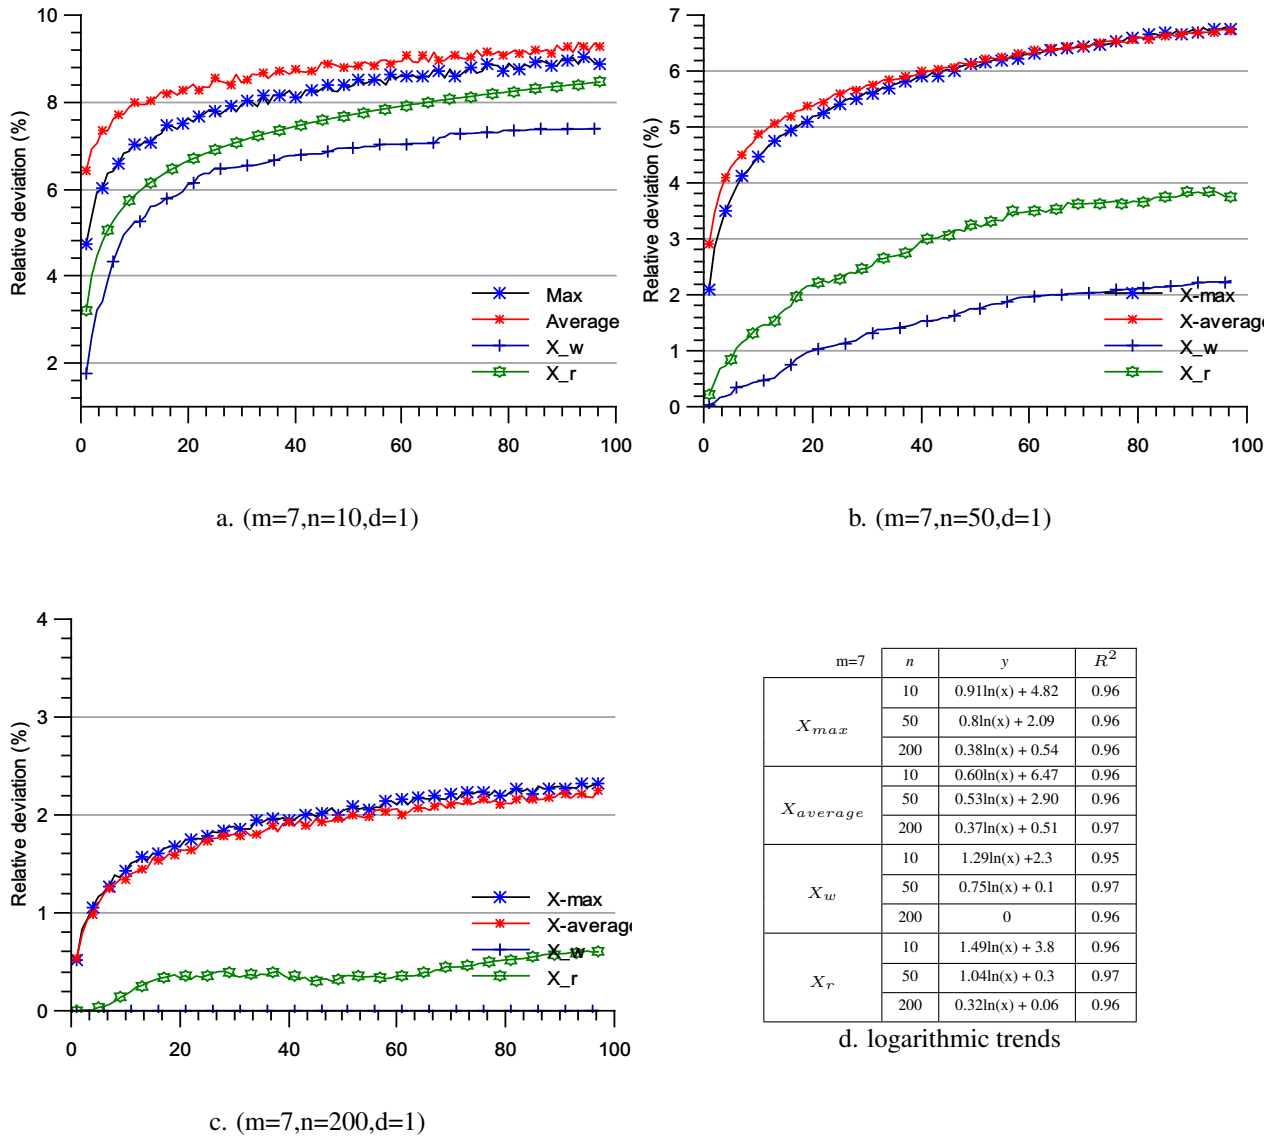 10
8
6
4
2
Relative deviation (%)
Max
Average
X_w
X_r
0 20 40 60 80 100
a. (m=7,n=10,d=1)
7
6
5
4
3
2
1
0
Relative deviation (%)
X-max
X-average
X_w
X_r
0 20 40 60 80 100
b. (m=7,n=50,d=1)
4
3
2
1
0
Relative deviation (%)
X-max
X-average
X_w
X_r
0 20 40 60 80 100
c. (m=7,n=200,d=1)
m=7 n y R²
X_max
10 0.91ln(x) + 4.82 0.96
50 0.8ln(x) + 2.09 0.96
200 0.38ln(x) + 0.54 0.96
X_average
10 0.60ln(x) + 6.47 0.96
50 0.53ln(x) + 2.90 0.96
200 0.37ln(x) + 0.51 0.97
X_w
10 1.29ln(x) +2.3 0.95
50 0.75ln(x) + 0.1 0.97
200 0 0.96
X_r
10 1.49ln(x) + 3.8 0.96
50 1.04ln(x) + 0.3 0.97
200 0.32ln(x) + 0.06 0.96
d. logarithmic trends